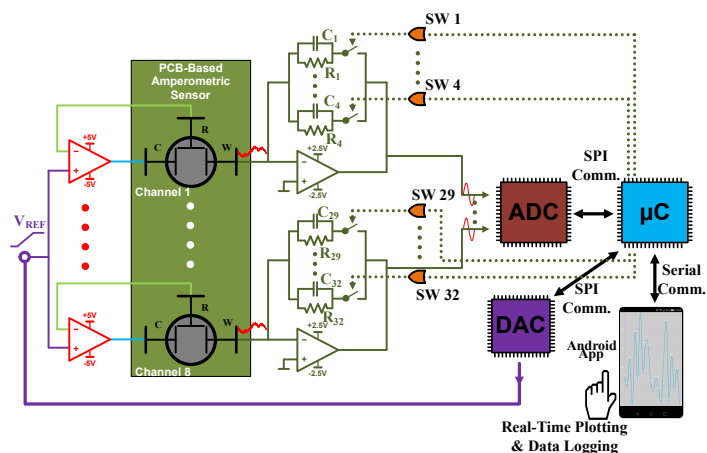 SW 1
C1
R1
SW 4
C4
R4
PCB-Based
Amperometric
Sensor
+5V
-5V
−
+
C
R
W
Channel 1
+2.5V
-2.5V
−
+
SPI
Comm.
ADC
µC
VREF
C29
R29
SW 29
C32
R32
SW 32
SPI
Comm.
Serial
Comm.
DAC
Android
App
+5V
-5V
−
+
C
R
W
Channel 8
+2.5V
-2.5V
−
+
Real-Time Plotting
& Data Logging